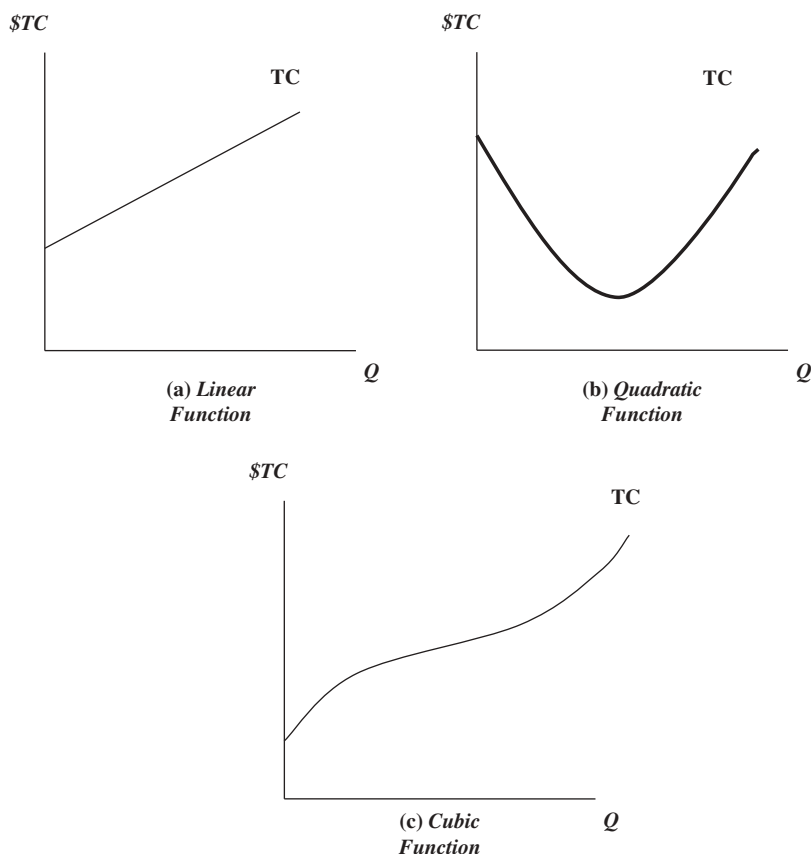 $TC
TC
Q
(a) Linear
Function
$TC
TC
Q
(b) Quadratic
Function
$TC
TC
Q
(c) Cubic
Function